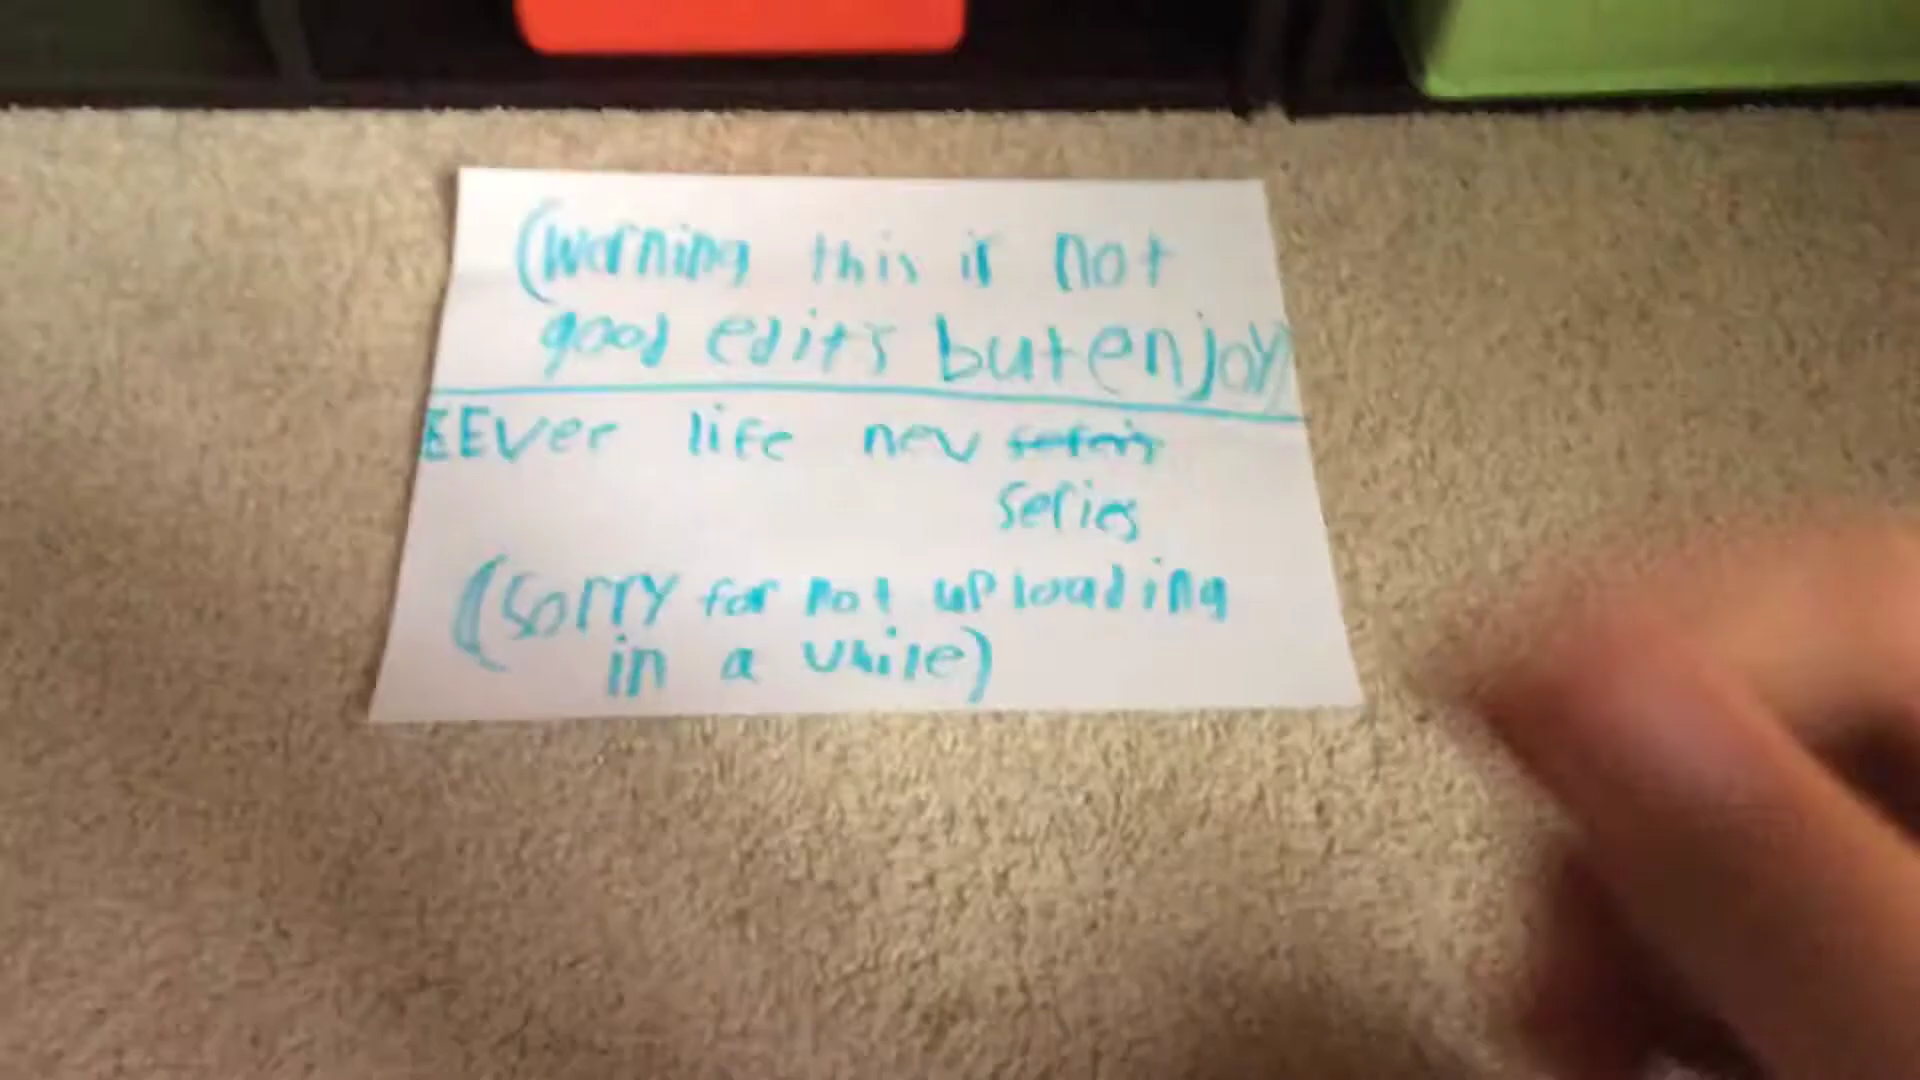 (Warning this is not
good edits but enjoy)
EEver life new
series
(Sorry for not uploading
in a while)